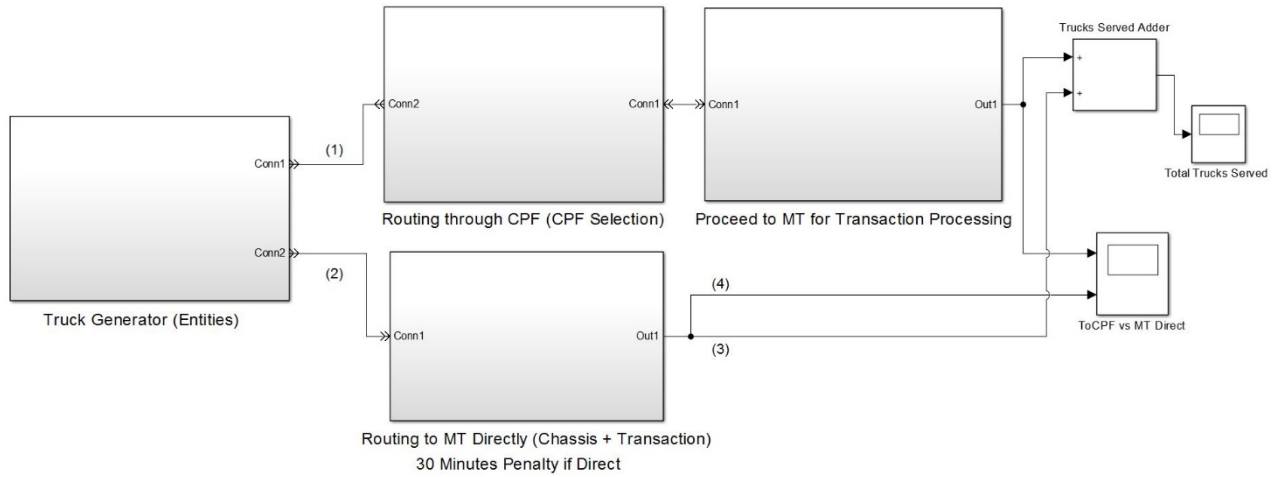 Trucks Served Adder
+
+
Conn2
Conn1
Conn1
Out1
Conn1
(1)
Total Trucks Served
Routing through CPF (CPF Selection)
Proceed to MT for Transaction Processing
Conn2
(2)
(4)
Truck Generator (Entities)
ToCPF vs MT Direct
Conn1
Out1
(3)
Routing to MT Directly (Chassis + Transaction)
30 Minutes Penalty if Direct